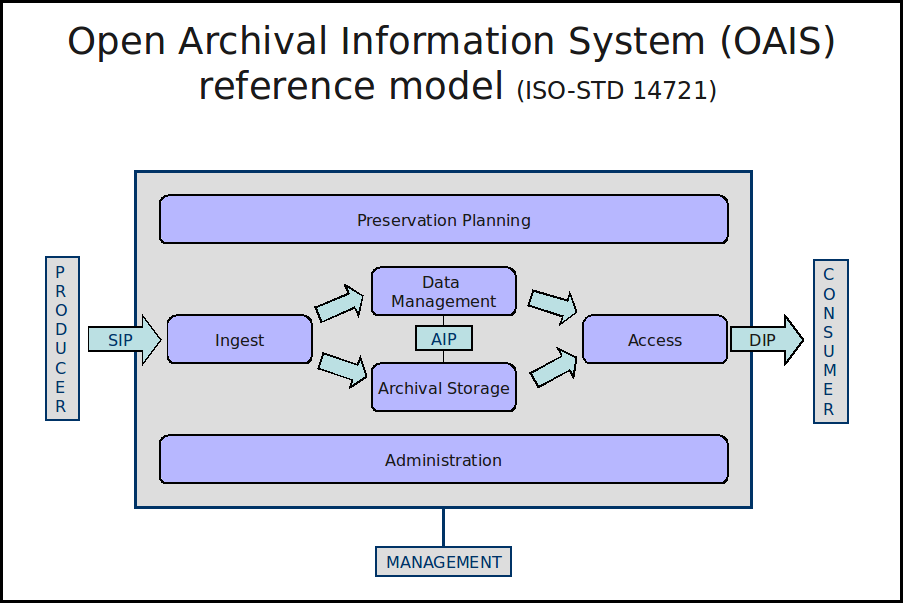 Open Archival Information System (OAIS)
reference model (ISO-STD 14721)
Preservation Planning
PRODUCER
SIP
Ingest
Data
Management
AIP
Archival Storage
Access
DIP
CONSUMER
Administration
MANAGEMENT